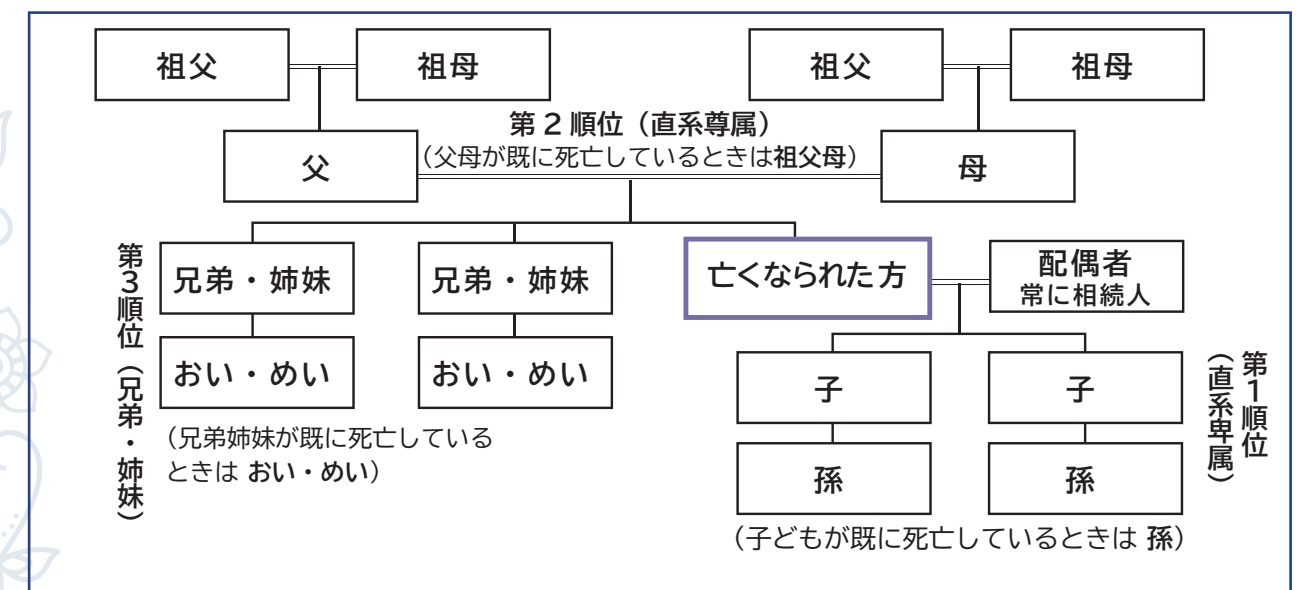 祖父
祖母
祖父
祖母
第2順位（直系尊属）
（父母が既に死亡しているときは祖父母）
父
母
第3順位（兄弟・姉妹）
兄弟・姉妹
兄弟・姉妹
亡くなられた方
配偶者
常に相続人
おい・めい
おい・めい
（兄弟姉妹が既に死亡している
ときは おい・めい）
子
子
第1順位
（直系卑属）
孫
孫
（子どもが既に死亡しているときは 孫）